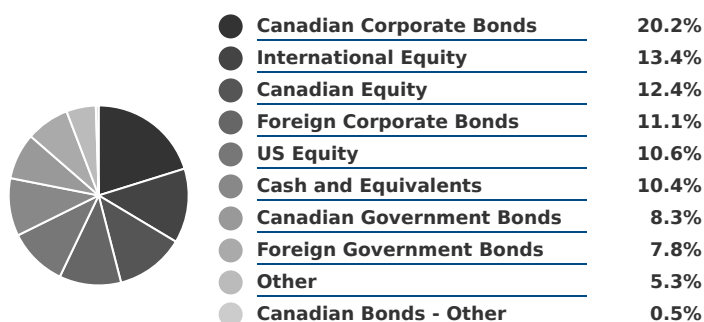 Canadian Corporate Bonds 20.2%
International Equity 13.4%
Canadian Equity 12.4%
Foreign Corporate Bonds 11.1%
US Equity 10.6%
Cash and Equivalents 10.4%
Canadian Government Bonds 8.3%
Foreign Government Bonds 7.8%
Other 5.3%
Canadian Bonds - Other 0.5%